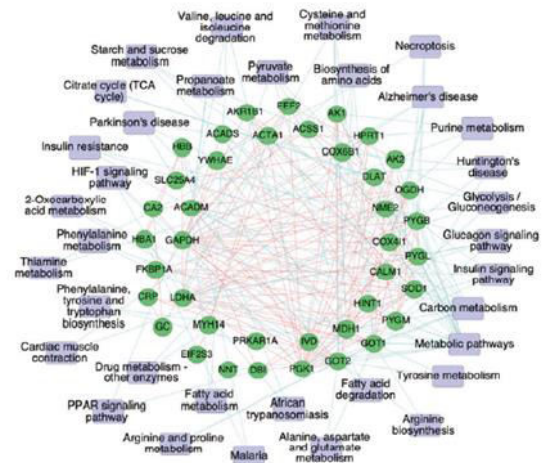 Valine, leucine and
isoleucine
degradation
Cysteine and
methionine metabolism
Starch and sucrose
metabolism
Pyruvate
metabolism
Necroptosis
Citrate cycle (TCA
cycle)
Propanoate
metabolism
Biosynthesis
of amino acids
Alzheimer's disease
Parkinson's disease
AKR1B1
EEF2
AK1
ACADS
ACTA1
ACSS1
HPRT1
Purine metabolism
Insulin resistance
HBB
YWHAE
COX6B1
AK2
Huntington's
disease
HIF-1 signaling
pathway
SLC25A4
DLAT
OGDH
Glycolysis /
Gluconeogenesis
2-Oxocarboxylic
acid metabolism
CA2
ACADM
NME2
PYGB
Glucagon signaling
pathway
Phenylalanine
metabolism
HBA1
GAPDH
COX4I1
PYGL
Thiamine
metabolism
FKBP1A
CALM1
Insulin signaling
pathway
Phenylalanine,
tyrosine and
tryptophan
biosynthesis
CRP
LDHA
HINT1
SOD1
Carbon metabolism
GC
MYH14
MDH1
PYGM
Metabolic pathways
Cardiac muscle
contraction
EIF2S3
PRKAR1A
IVD
GOT1
Drug metabolism -
other enzymes
NNT
DBI
PGK1
GOT2
Tyrosine metabolism
PPAR signaling
pathway
Fatty acid
metabolism
African
trypanosomiasis
Fatty acid
degradation
Arginine
biosynthesis
Arginine and proline
metabolism
Malaria
Alanine, aspartate
and glutamate
metabolism